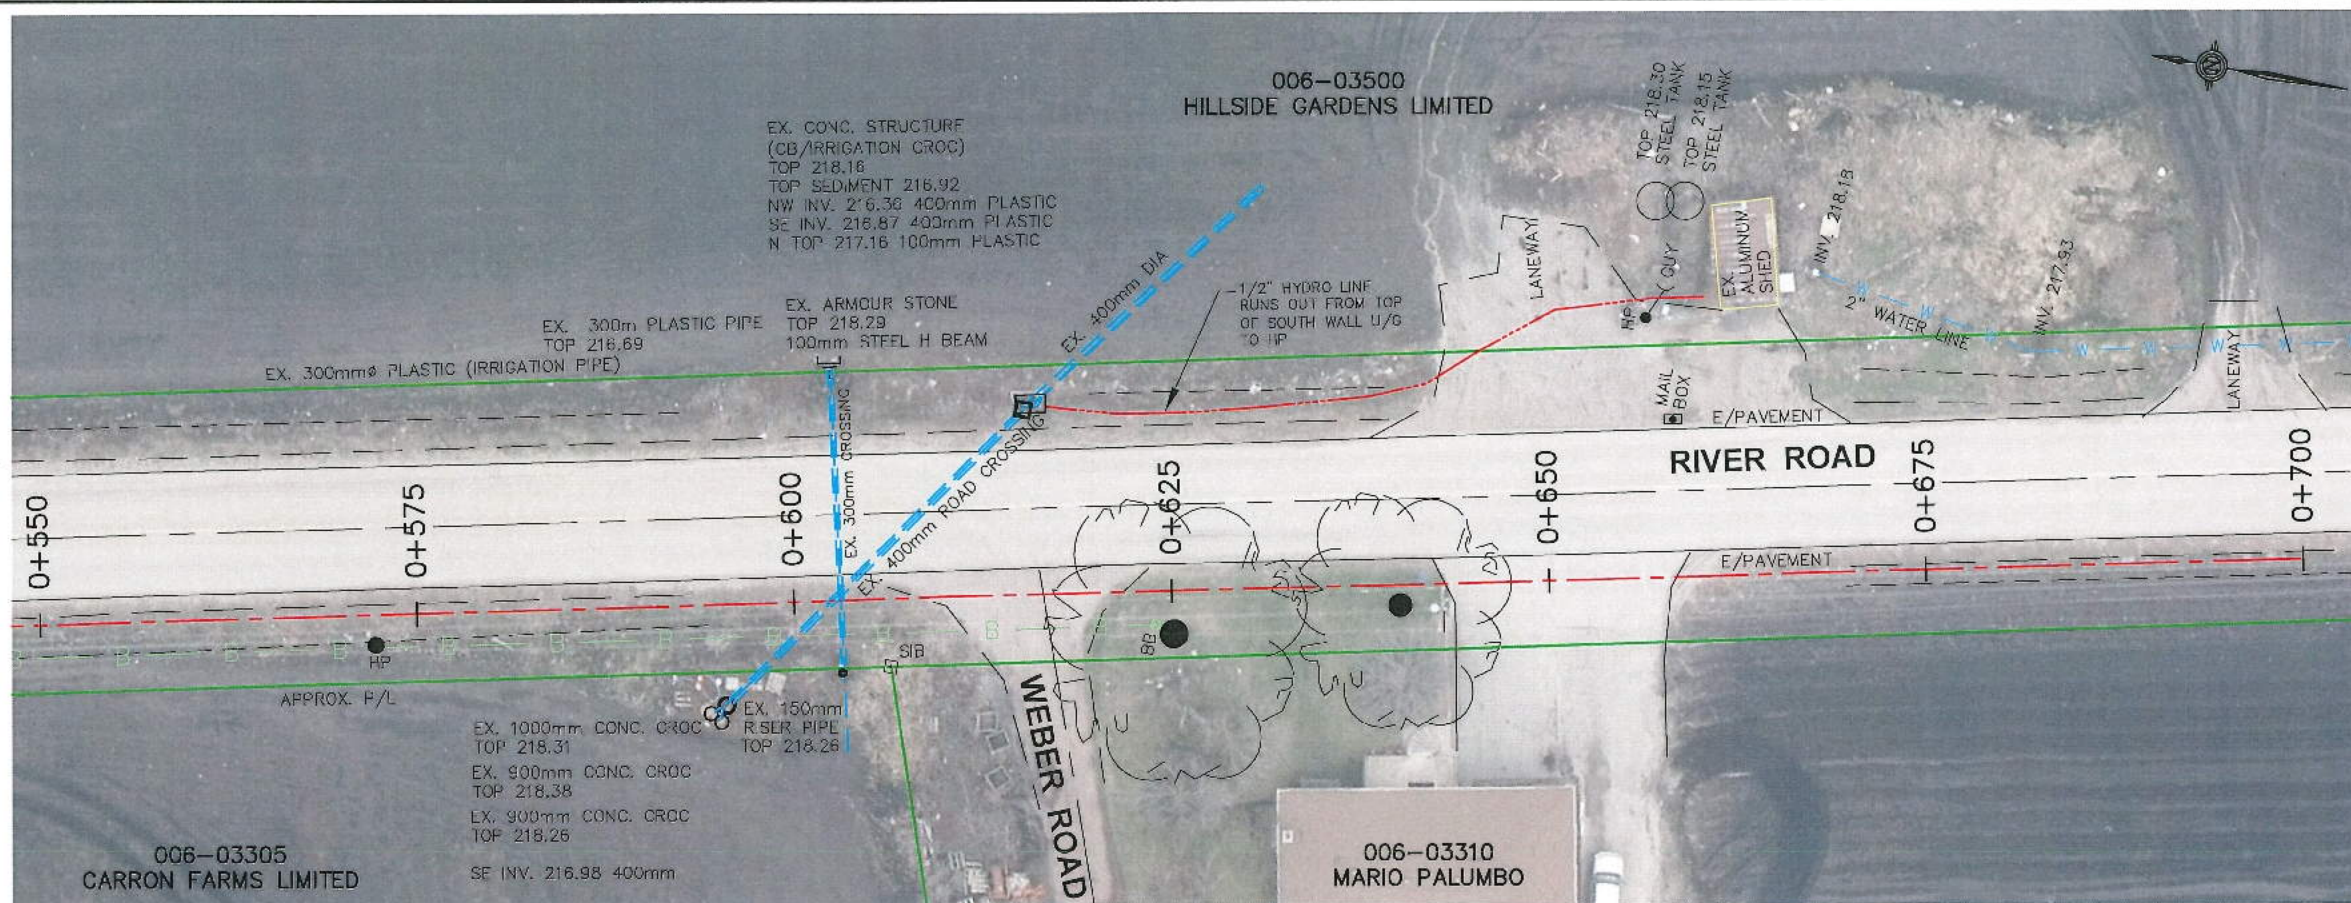 006-03500
HILLSIDE GARDENS LIMITED
N
TOP 218.30
STEEL TANK
TOP 218.15
STEEL TANK
EX. CONC. STRUCTURE
(CB/IRRIGATION CROC)
TOP 218.16
TOP SEDIMENT 216.92
NW INV. 216.36 400mm PLASTIC
SE INV. 216.87 400mm PLASTIC
N TOP 217.16 100mm PLASTIC
EX. 400mm DIA
1/2" HYDRO LINE
RUNS OUT FROM TOP
OF SOUTH WALL U/G
TO HP
LANEWAY
GUY
HP
EX.
ALUMINUM
SHED
INV. 218.18
2" WATER LINE
INV. 217.93
W W W W W W W
LANEWAY
EX. 300m PLASTIC PIPE
TOP 216.69
EX. ARMOUR STONE
TOP 218.29
100mm STEEL H BEAM
EX. 300mmø PLASTIC (IRRIGATION PIPE)
MAIL
BOX
E/PAVEMENT
RIVER ROAD
EX. 300mm CROSSING
EX. 400mm ROAD CROSSING
0+550
0+575
0+600
0+625
0+650
0+675
0+700
E/PAVEMENT
B B B B B B B B B B B
HP
SIB
BB
APPROX. P/L
EX. 1000mm CONC. CROC
TOP 218.31
EX. 900mm CONC. CROC
TOP 218.38
EX. 900mm CONC. CROC
TOP 218.26
SE INV. 216.98 400mm
EX. 150mm
RISER PIPE
TOP 218.26
WEBER ROAD
006-03305
CARRON FARMS LIMITED
006-03310
MARIO PALUMBO